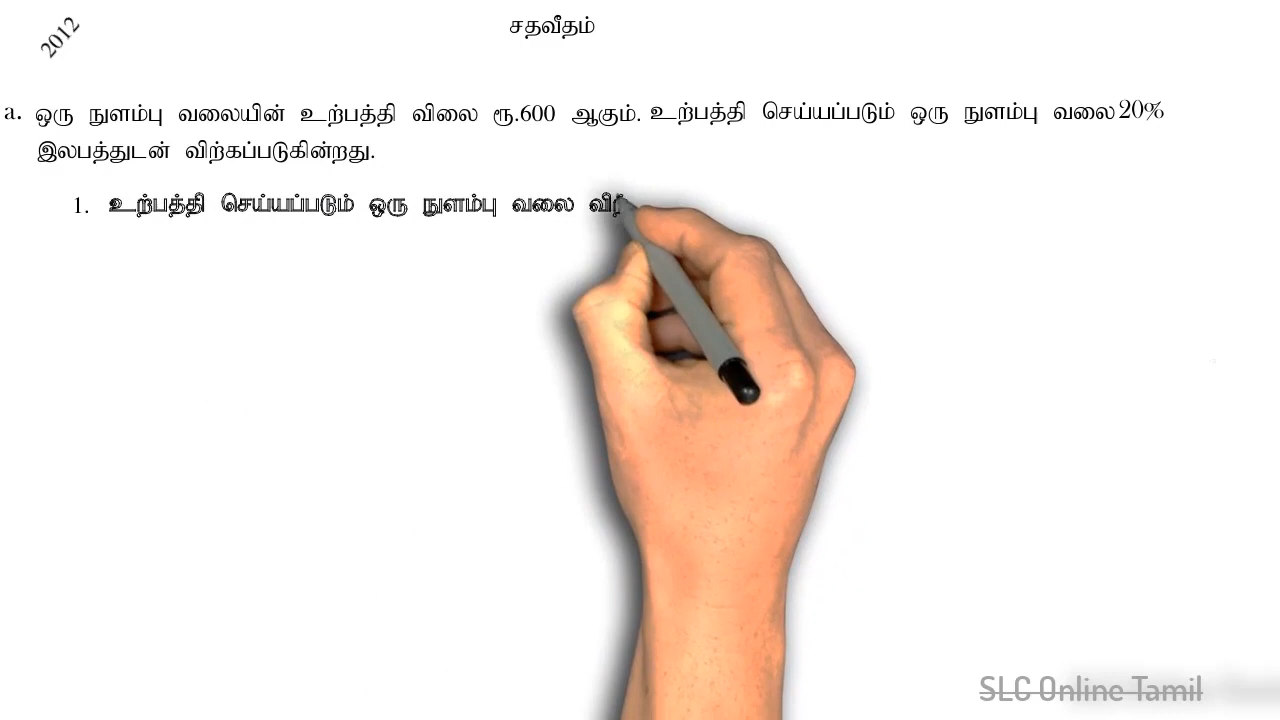 2012
சதவீதம்
a. ஒரு நுளம்பு வலையின் உற்பத்தி விலை ரூ.600 ஆகும். உற்பத்தி செய்யப்படும் ஒரு நுளம்பு வலை 20%
இலபத்துடன் விற்கப்படுகின்றது.
1. உற்பத்தி செய்யப்படும் ஒரு நுளம்பு வலை
SLC Online Tamil